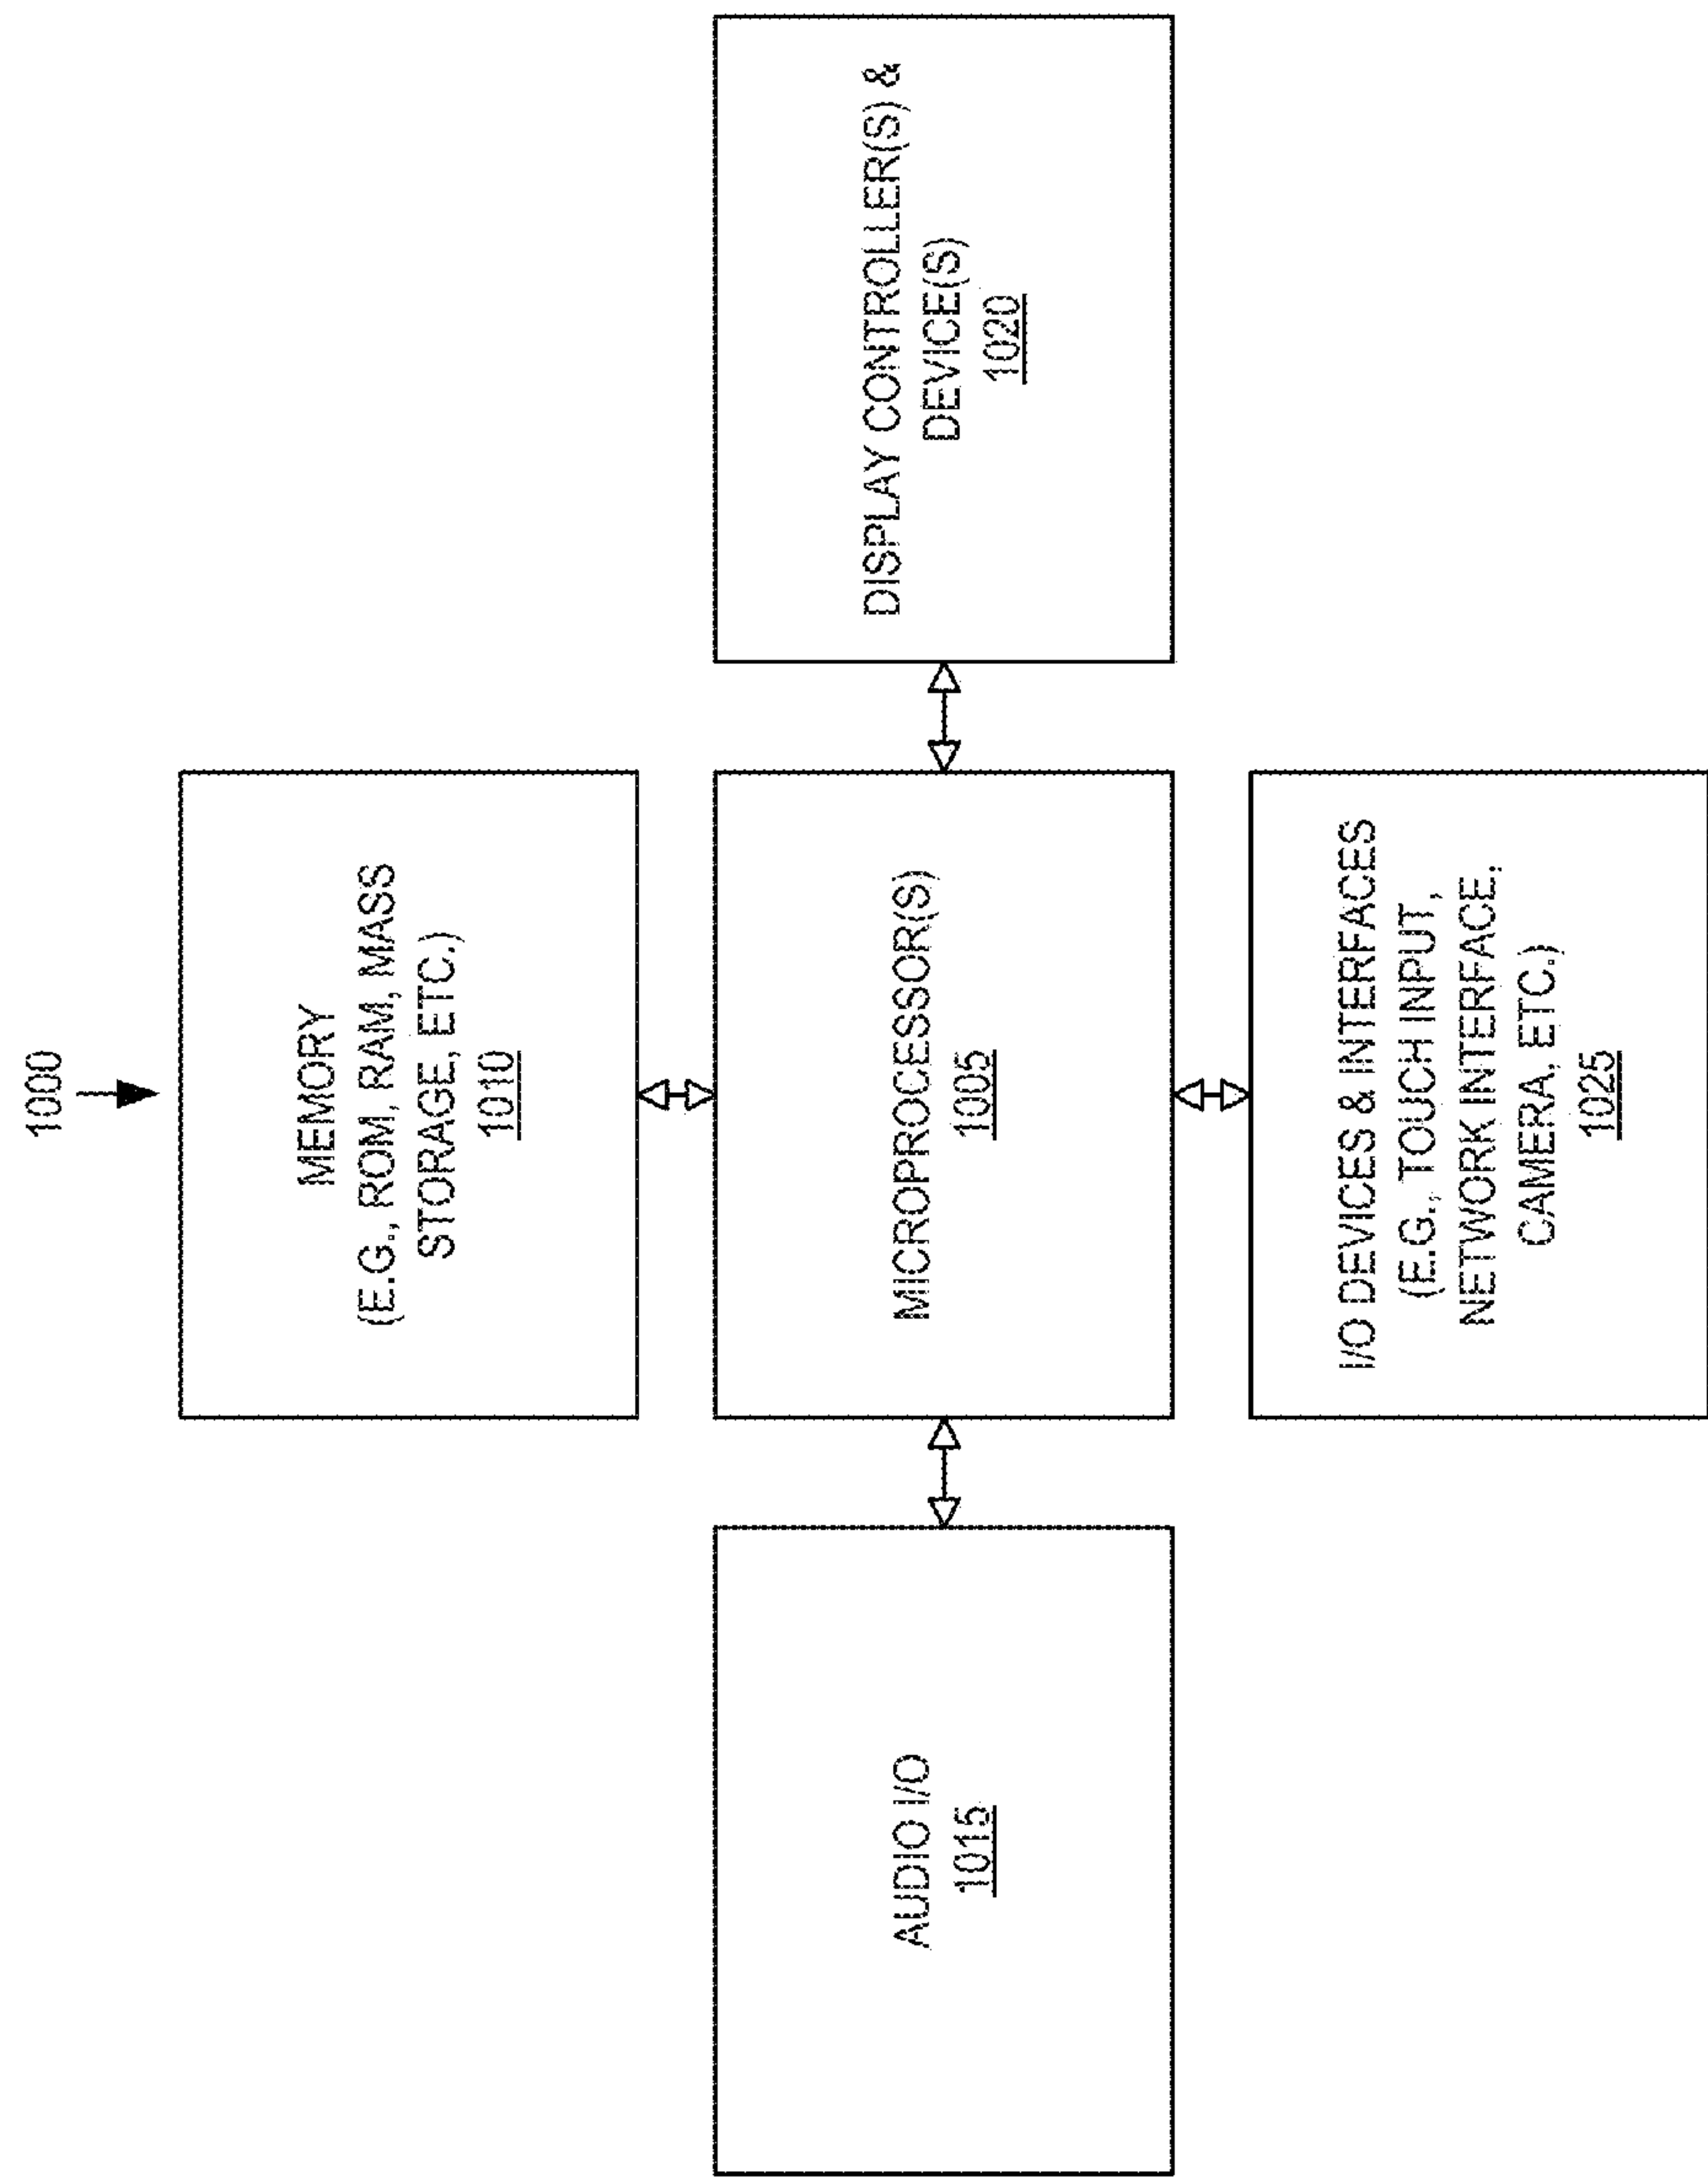 1000
MEMORY
(E.G., ROM, RAM, MASS
STORAGE, ETC.)
1010
AUDIO I/O
1015
MICROPROCESSOR(S)
1005
DISPLAY CONTROLLER(S) &
DEVICE(S)
1020
I/O DEVICES & INTERFACES
(E.G., TOUCH INPUT,
NETWORK INTERFACE,
CAMERA, ETC.)
1025